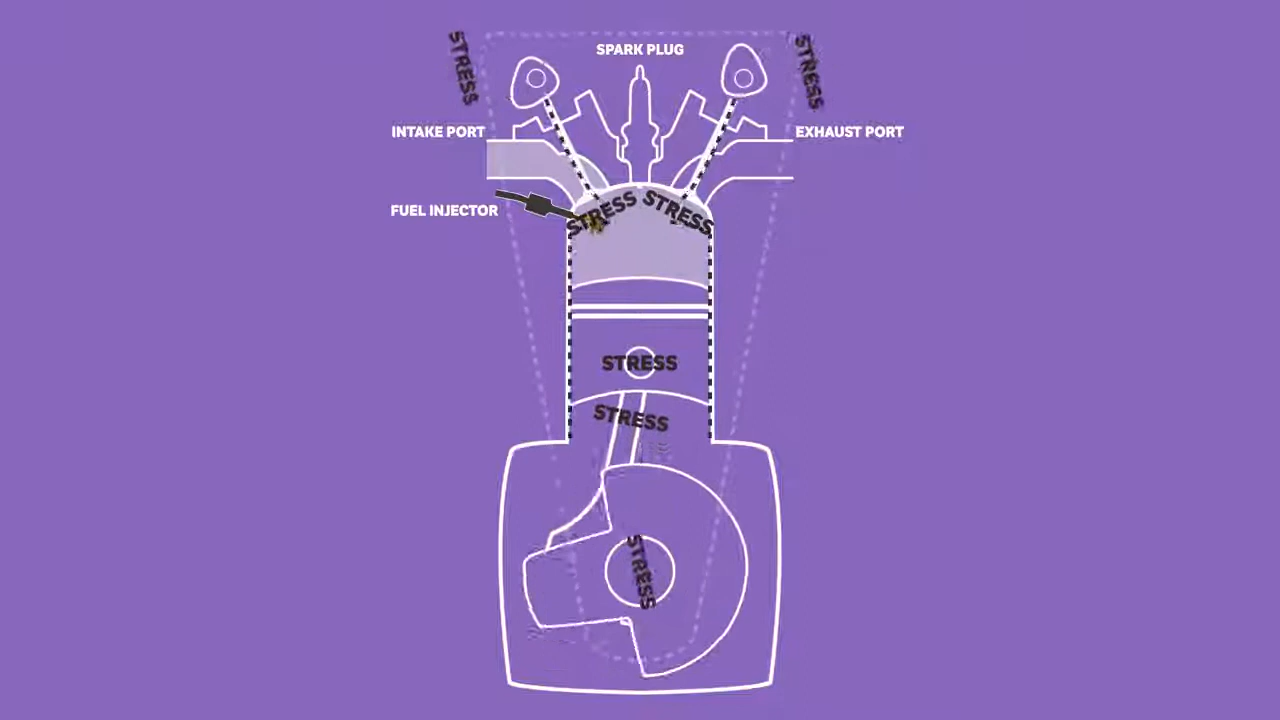 STRESS
STRESS
SPARK PLUG
INTAKE PORT
EXHAUST PORT
FUEL INJECTOR
STRESS
STRESS
STRESS
STRESS
STRESS